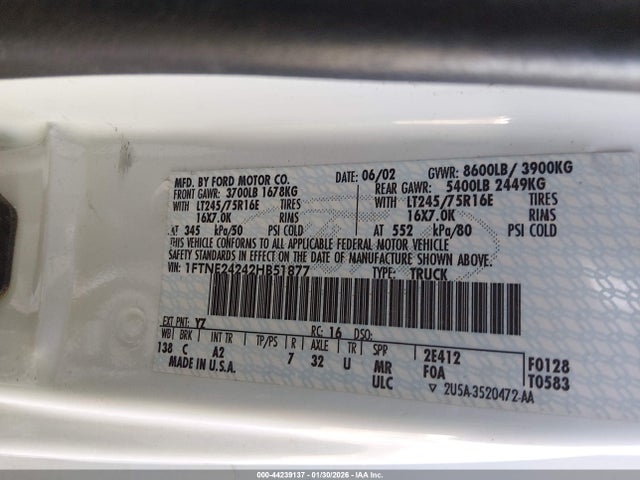 MFD. BY FORD MOTOR CO. DATE: 06/02 GVWR: 8600LB/ 3900KG
FRONT GAWR: 3700LB 1678KG REAR GAWR: 5400LB 2449KG
WITH LT245/75R16E TIRES WITH LT245/75R16E TIRES
16X7.0K RIMS 16X7.0K RIMS
AT 345 kPa/50 PSI COLD AT 552 kPa/80 PSI COLD
THIS VEHICLE CONFORMS TO ALL APPLICABLE FEDERAL MOTOR VEHICLE
SAFETY STANDARDS IN EFFECT ON THE DATE OF MANUFACTURE SHOWN ABOVE.
VIN: 1FTNE24242HB51877 TYPE: TRUCK
EXT PNT: YZ RC: 16 DSO:
WB BRK INT TR TP/PS R AXLE TR SPR 2E412 F0128
138 C A2 7 32 U MR F0A T0583
MADE IN U.S.A. ULC ▽ 2U5A-3520472-AA
000-44239137 - 01/30/2026 - IAA Inc.